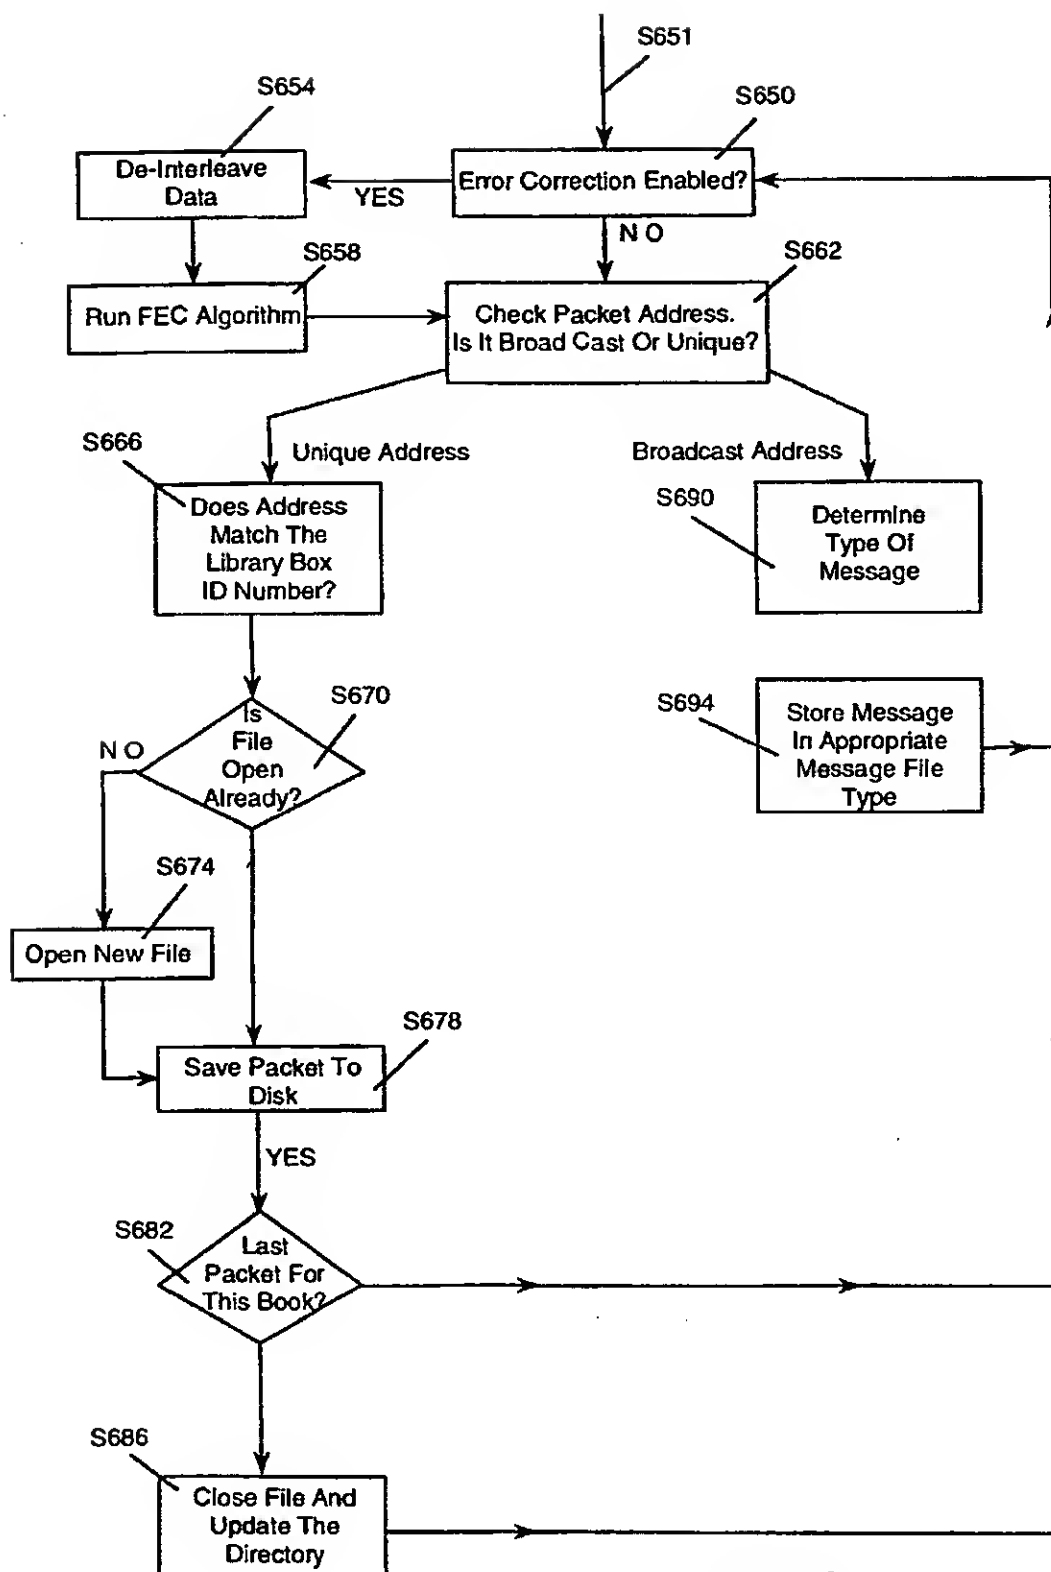 S651
S654
S650
De-Interleave
Data
YES
Error Correction Enabled?
N O
S658
S662
Run FEC Algorithm
Check Packet Address.
Is It Broad Cast Or Unique?
S666
Unique Address
Broadcast Address
Does Address
Match The
Library Box
ID Number?
S690
Determine
Type Of
Message
S670
Is
File
Open
Already?
N O
S694
Store Message
In Appropriate
Message File
Type
S674
Open New File
S678
Save Packet To
Disk
YES
S682
Last
Packet For
This Book?
S686
Close File And
Update The
Directory